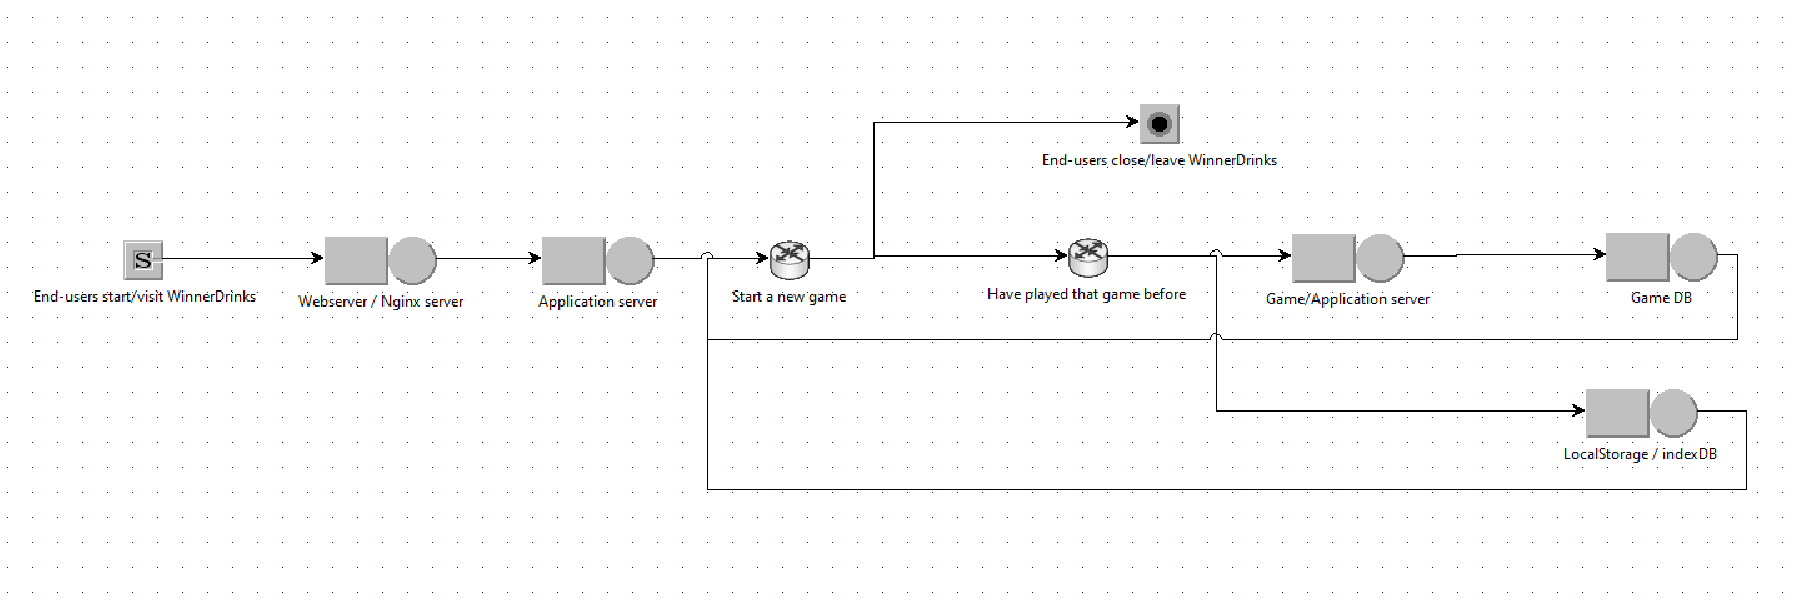 End-users close/leave WinnerDrinks
S
End-users start/visit WinnerDrinks
Webserver / Nginx server
Application server
Start a new game
Have played that game before
Game/Application server
Game DB
LocalStorage / indexDB